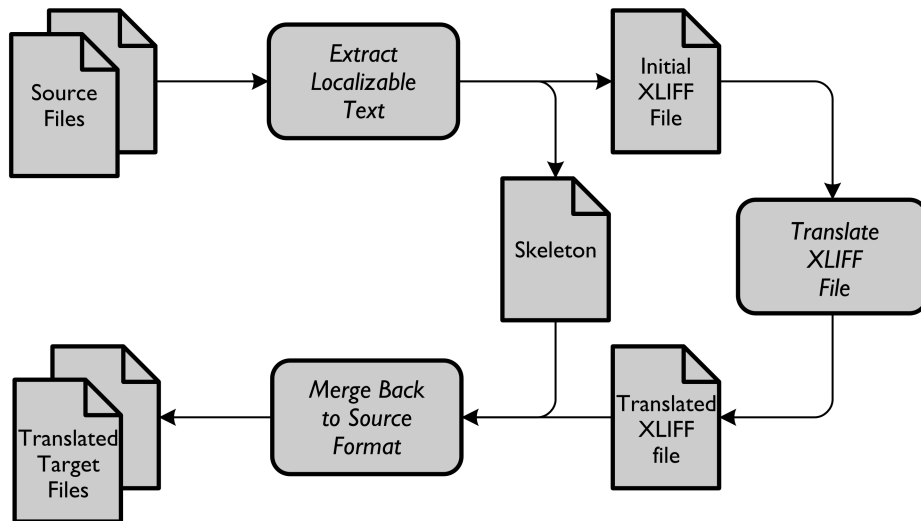 Source
Files
Extract
Localizable
Text
Initial
XLIFF
File
Skeleton
Translate
XLIFF
File
Translated
XLIFF
file
Merge Back
to Source
Format
Translated
Target
Files